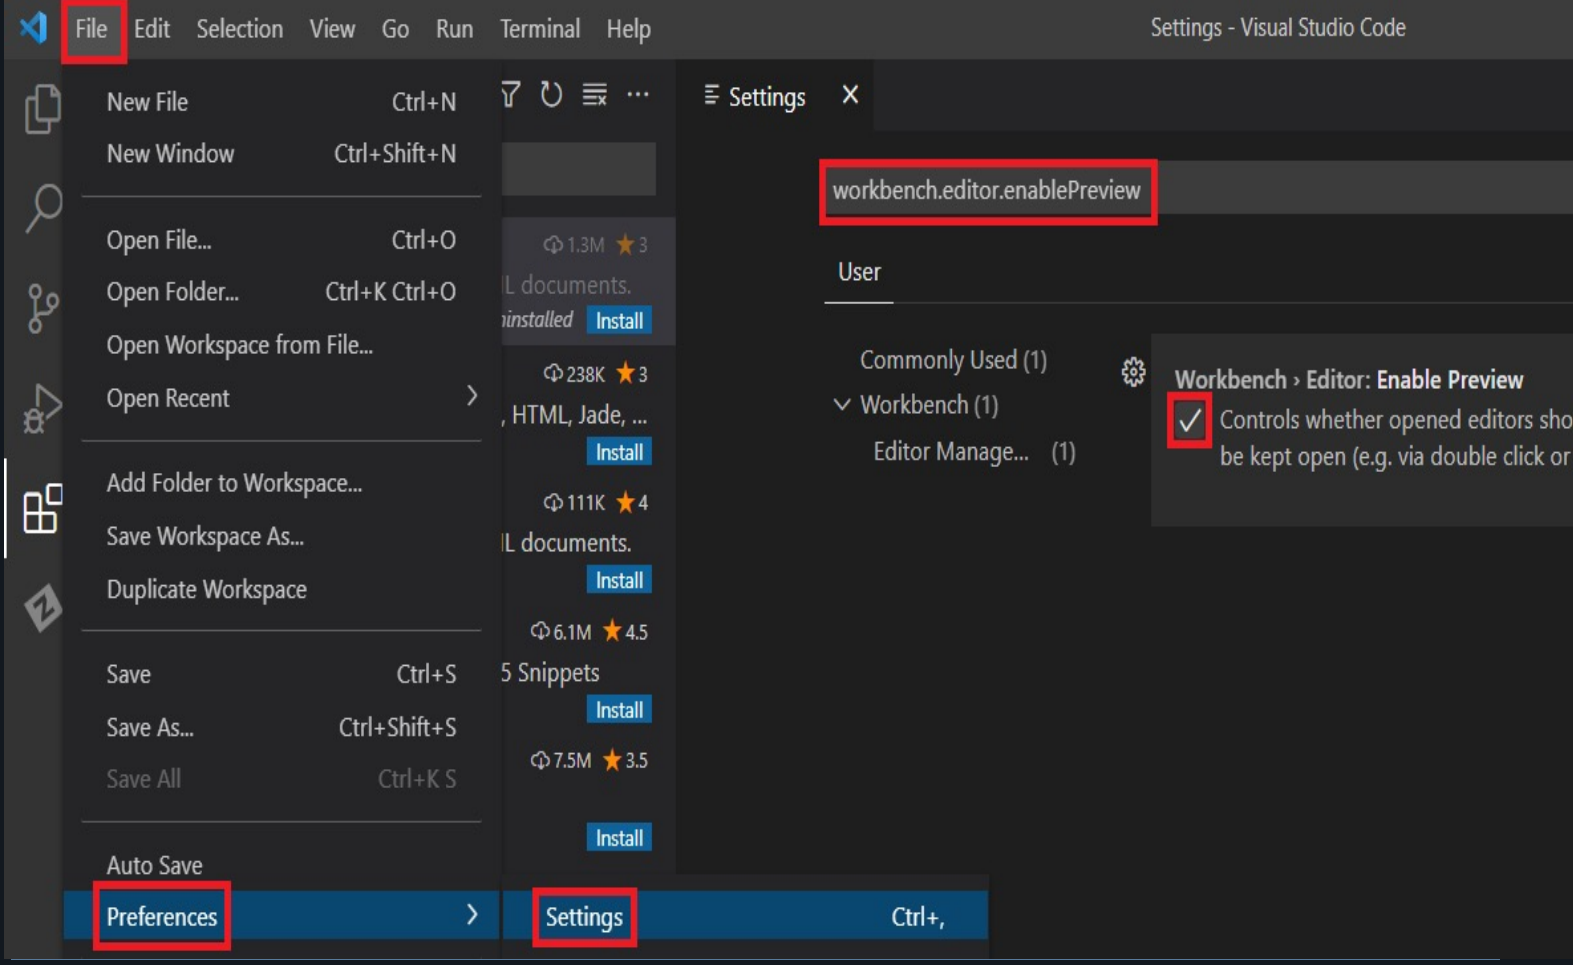 File Edit Selection View Go Run Terminal Help
Settings - Visual Studio Code
New File Ctrl+N
New Window Ctrl+Shift+N
Open File... Ctrl+O
Open Folder... Ctrl+K Ctrl+O
Open Workspace from File...
Open Recent
Add Folder to Workspace...
Save Workspace As...
Duplicate Workspace
Save Ctrl+S
Save As... Ctrl+Shift+S
Save All Ctrl+K S
Auto Save
Preferences
Settings Ctrl+,
1.3M 3
L documents.
Install
238K 3
, HTML, Jade, ...
Install
111K 4
L documents.
Install
6.1M 4.5
5 Snippets
Install
7.5M 3.5
Install
Settings
workbench.editor.enablePreview
User
Commonly Used (1)
Workbench (1)
Editor Manage... (1)
Workbench › Editor: Enable Preview
Controls whether opened editors sho
be kept open (e.g. via double click or